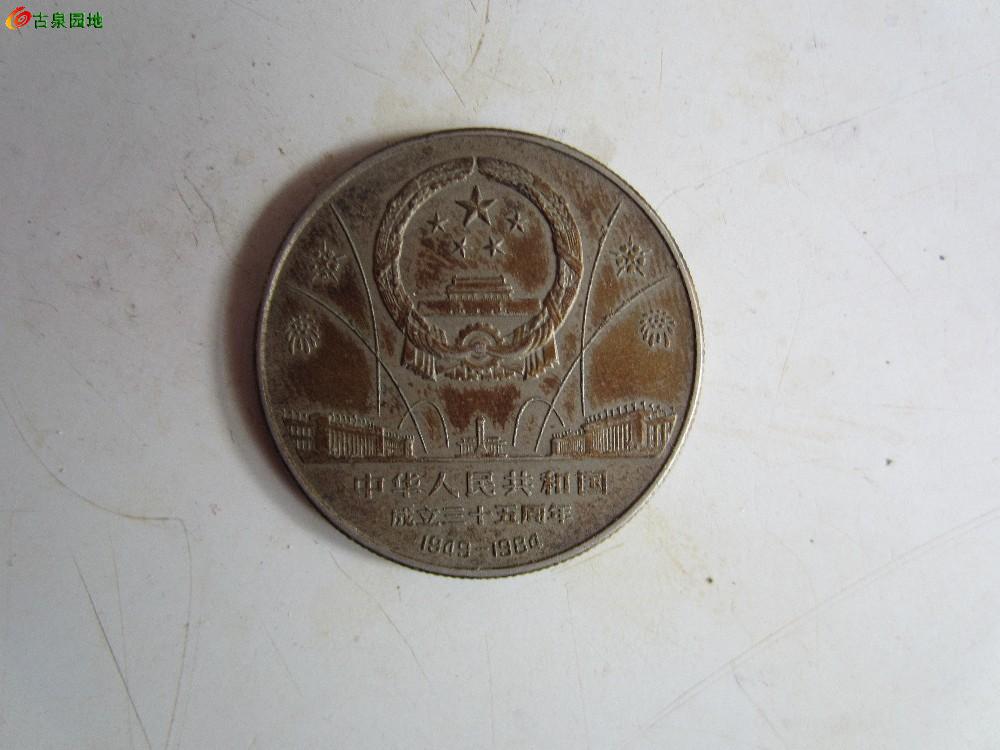 古泉园地
中华人民共和国
成立三十五周年
1949-1984